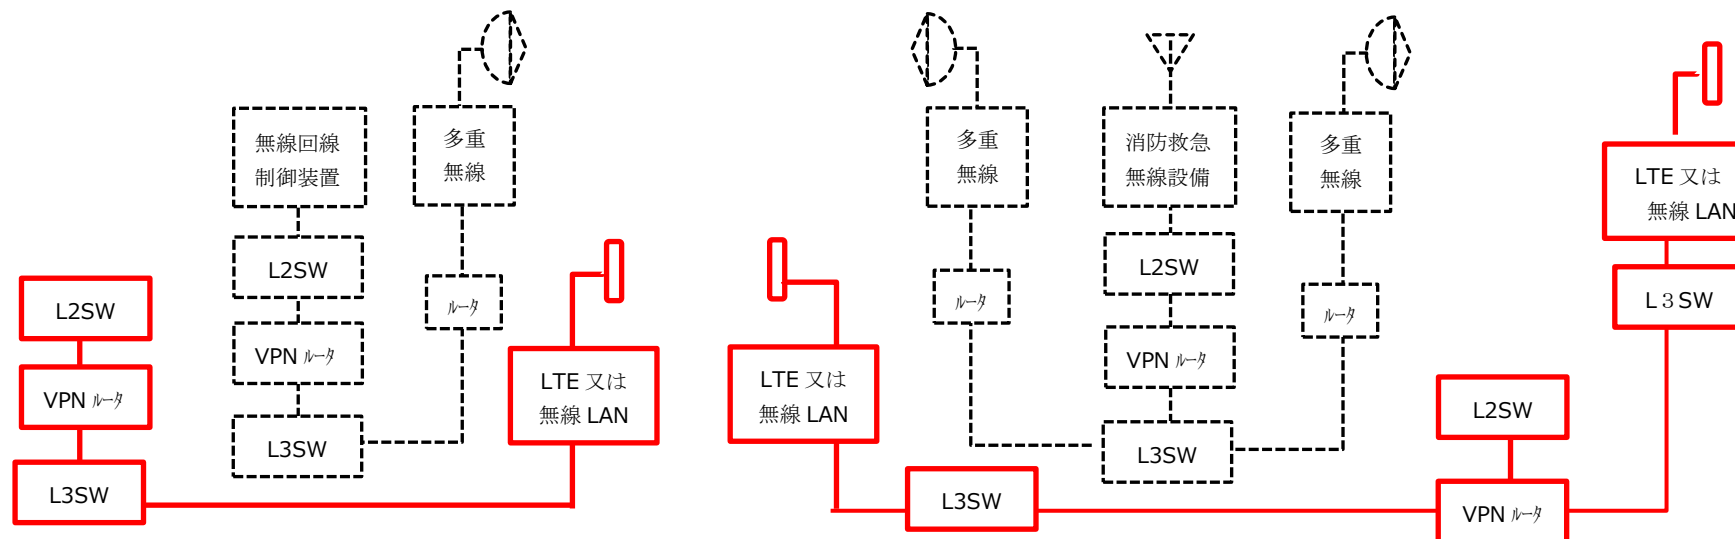 無線回線
制御装置
多重
無線
L2SW
ルータ
VPN ルータ
L3SW
L2SW
VPN ルータ
L3SW
LTE 又は
無線 LAN
LTE 又は
無線 LAN
多重
無線
ルータ
消防救急
無線設備
L2SW
VPN ルータ
L3SW
多重
無線
ルータ
L3SW
L2SW
VPN ルータ
LTE 又は
無線 LAN
L３SW